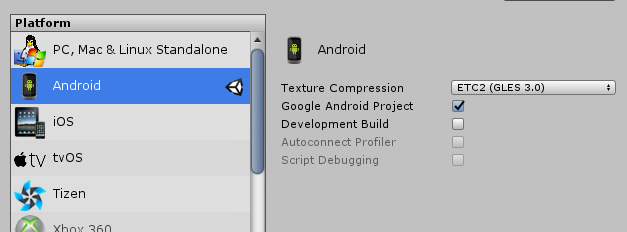 Platform
PC, Mac & Linux Standalone
Android
iOS
tv tvOS
Tizen
Xbox 360
Android
Texture Compression ETC2 (GLES 3.0)
Google Android Project
Development Build
Autoconnect Profiler
Script Debugging